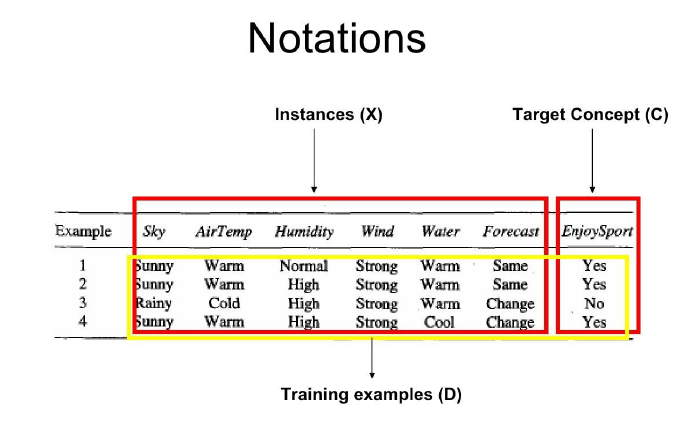 Notations
Instances (X) Target Concept (C)
Example Sky AirTemp Humidity Wind Water Forecast EnjoySport
1 Sunny Warm Normal Strong Warm Same Yes
2 Sunny Warm High Strong Warm Same Yes
3 Rainy Cold High Strong Warm Change No
4 Sunny Warm High Strong Cool Change Yes
Training examples (D)